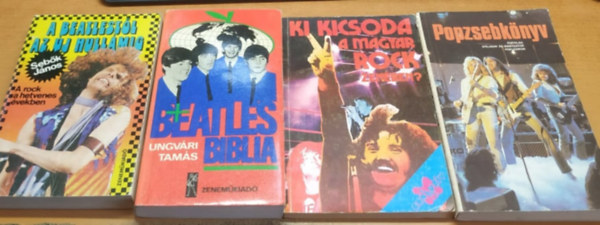 A BEATLESTŐL
AZ ÚJ HULLÁMIG
Sebők
János
A rock
a hetvenes
években
ZENEMŰKIADÓ
BEATLES
BIBLIA
UNGVÁRI
TAMÁS
ZENEMŰKIADÓ
KI KICSODA
A MAGYAR
ROCK
Popzsebkönyv